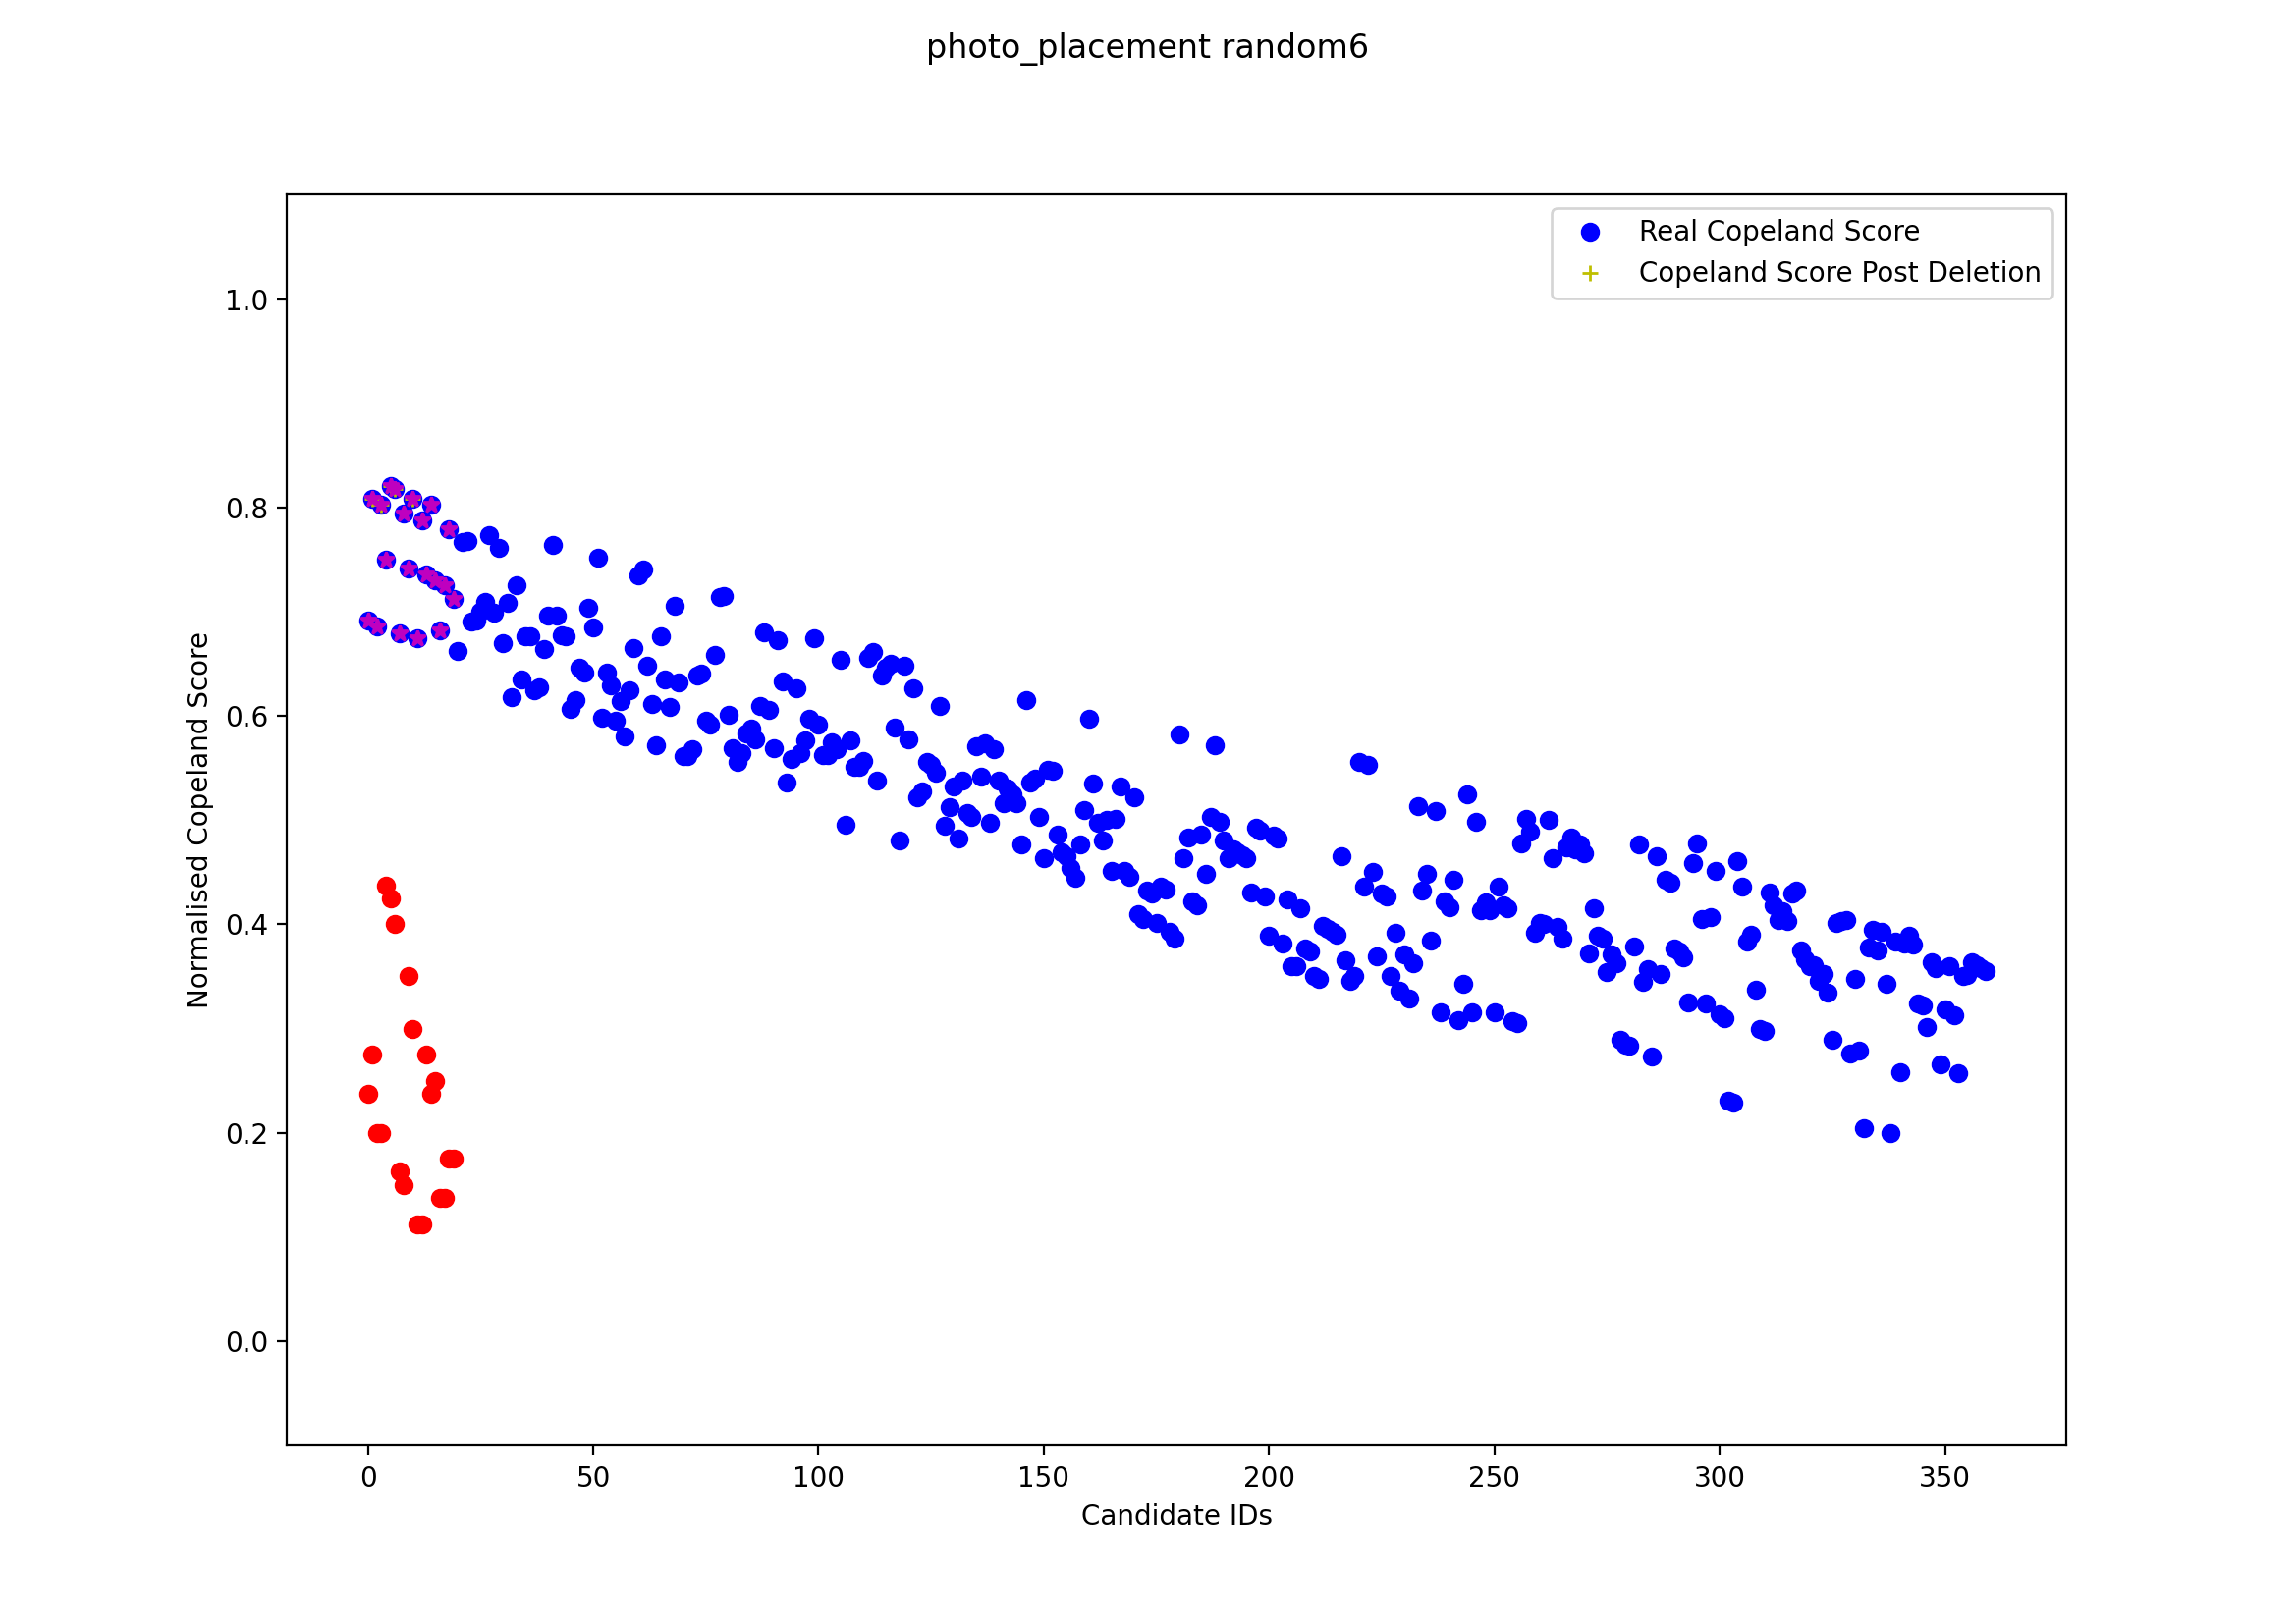 photo_placement random6
Real Copeland Score
Copeland Score Post Deletion
1.0
0.8
0.6
0.4
0.2
0.0
Normalised Copeland Score
0 50 100 150 200 250 300 350
Candidate IDs